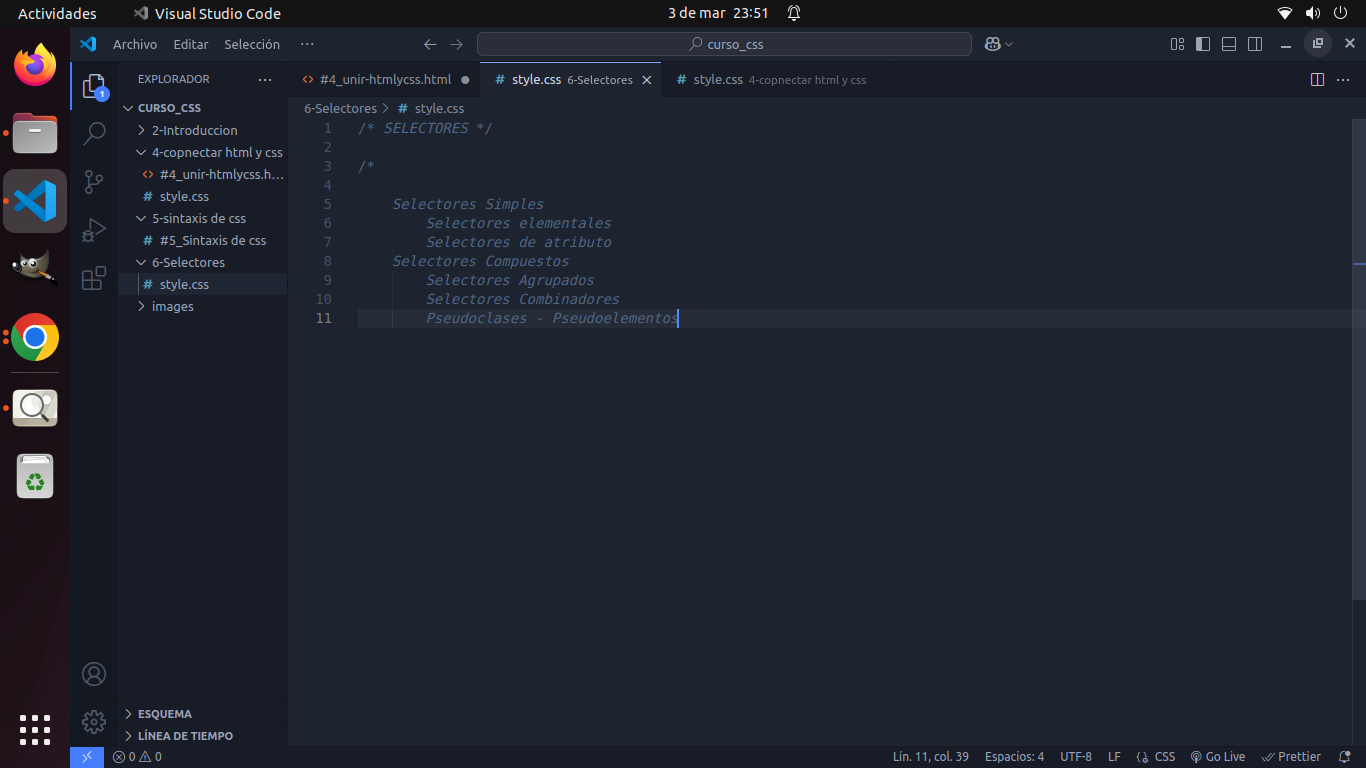 Actividades Visual Studio Code 3 de mar 23:51
Archivo Editar Selección ··· curso_css
EXPLORADOR ···
CURSO_CSS
2-Introduccion
4-copnectar html y css
#4_unir-htmlycss.h...
style.css
5-sintaxis de css
#5_Sintaxis de css
6-Selectores
style.css
images
ESQUEMA
LÍNEA DE TIEMPO
1
#4_unir-htmlycss.html # style.css 6-Selectores # style.css 4-copnectar html y css
6-Selectores > # style.css
1 /* SELECTORES */
2
3 /*
4
5 Selectores Simples
6 Selectores elementales
7 Selectores de atributo
8 Selectores Compuestos
9 Selectores Agrupados
10 Selectores Combinadores
11 Pseudoclases - Pseudoelementos
0 0 Lín. 11, col. 39 Espacios: 4 UTF-8 LF {} CSS Go Live Prettier